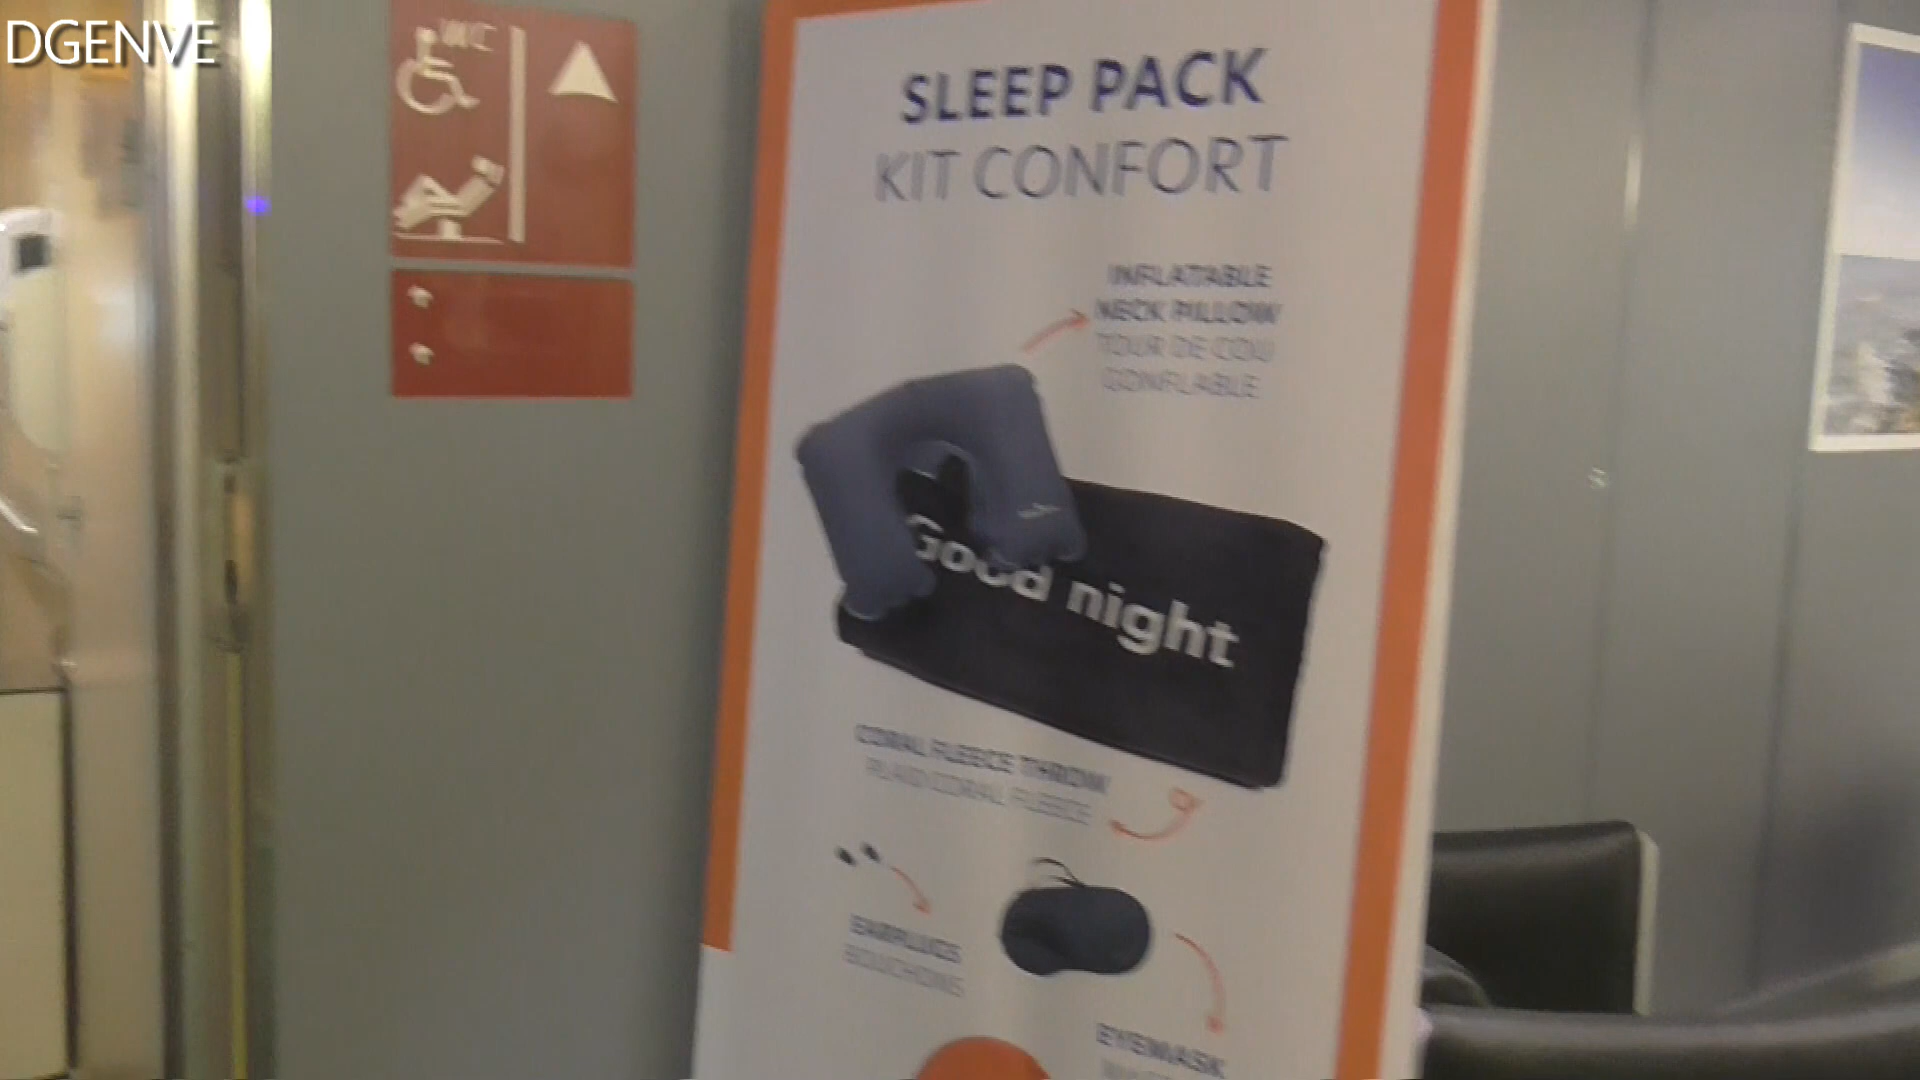 DGENVE
WC
SLEEP PACK
KIT CONFORT
INFLATABLE
NECK PILLOW
TOUR DE COU
GONFLABLE
Good night
CORAL FLEECE THROW
PLAID CORAL FLEECE
EARPLUGS
BOUCHONS
EYEMASK